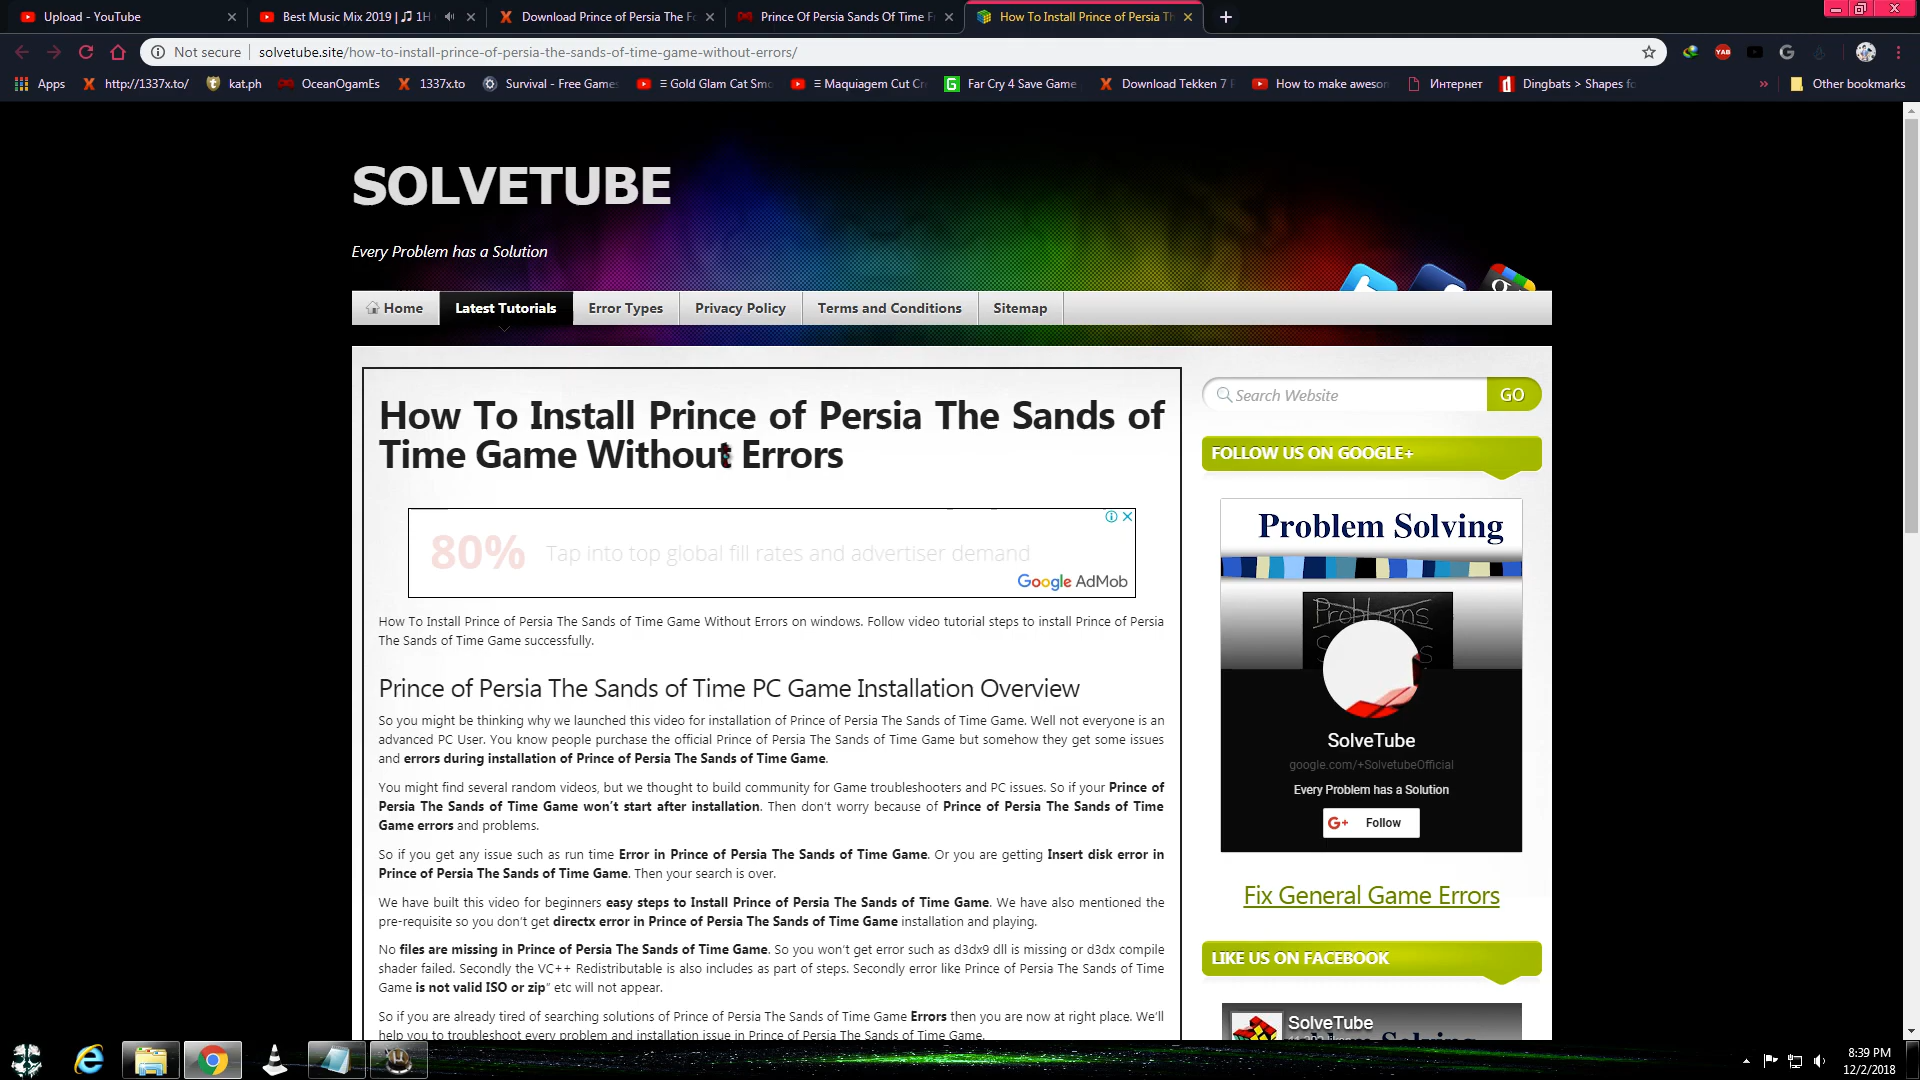 Upload - YouTube
Best Music Mix 2019 | 🎵 1H
Download Prince of Persia The Fo
Prince Of Persia Sands Of Time F
How To Install Prince of Persia Th
Not secure
solvetube.site/how-to-install-prince-of-persia-the-sands-of-time-game-without-errors/
Apps
http://1337x.to/
kat.ph
OceanOgamEs
1337x.to
Survival - Free Games
Ξ Gold Glam Cat Smo
Ξ Maquiagem Cut Cr
Far Cry 4 Save Game
Download Tekken 7 F
How to make aweson
Интернет
Dingbats > Shapes fo
»
Other bookmarks
SOLVETUBE
Every Problem has a Solution
Home
Latest Tutorials
Error Types
Privacy Policy
Terms and Conditions
Sitemap
How To Install Prince of Persia The Sands of
Time Game Without Errors
80%
Tap into top global fill rates and advertiser demand
Google AdMob
How To Install Prince of Persia The Sands of Time Game Without Errors on windows. Follow video tutorial steps to install Prince of Persia
The Sands of Time Game successfully.
Prince of Persia The Sands of Time PC Game Installation Overview
So you might be thinking why we launched this video for installation of Prince of Persia The Sands of Time Game. Well not everyone is an
advanced PC User. You know people purchase the official Prince of Persia The Sands of Time Game but somehow they get some issues
and errors during installation of Prince of Persia The Sands of Time Game.
You might find several random videos, but we thought to build community for Game troubleshooters and PC issues. So if your Prince of
Persia The Sands of Time Game won't start after installation. Then don't worry because of Prince of Persia The Sands of Time
Game errors and problems.
So if you get any issue such as run time Error in Prince of Persia The Sands of Time Game. Or you are getting Insert disk error in
Prince of Persia The Sands of Time Game. Then your search is over.
We have built this video for beginners easy steps to Install Prince of Persia The Sands of Time Game. We have also mentioned the
pre-requisite so you don't get directx error in Prince of Persia The Sands of Time Game installation and playing.
No files are missing in Prince of Persia The Sands of Time Game. So you won't get error such as d3dx9 dll is missing or d3dx compile
shader failed. Secondly the VC++ Redistributable is also includes as part of steps. Secondly error like Prince of Persia The Sands of Time
Game is not valid ISO or zip" etc will not appear.
So if you are already tired of searching solutions of Prince of Persia The Sands of Time Game Errors then you are now at right place. We'll
help you to troubleshoot every problem and installation issue in Prince of Persia The Sands of Time Game.
Search Website
GO
FOLLOW US ON GOOGLE+
Problem Solving
Problems
SolveTube
google.com/+SolvetubeOfficial
Every Problem has a Solution
G+ Follow
Fix General Game Errors
LIKE US ON FACEBOOK
SolveTube
8:39 PM
12/2/2018